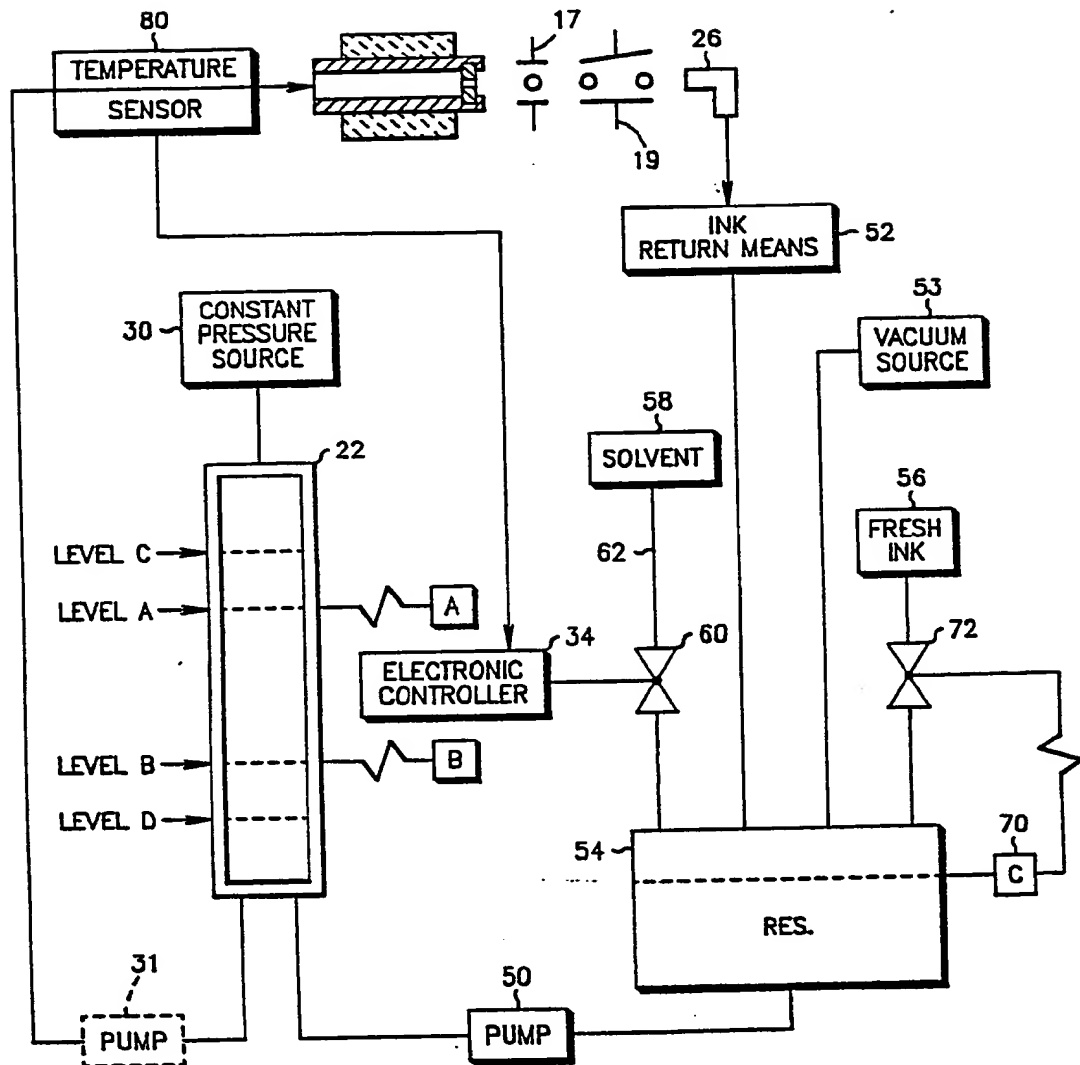 80
TEMPERATURE
SENSOR
17
19
26
INK
RETURN MEANS
52
53
VACUUM
SOURCE
30
CONSTANT
PRESSURE
SOURCE
22
58
SOLVENT
62
56
FRESH
INK
LEVEL C
LEVEL A
A
34
ELECTRONIC
CONTROLLER
60
72
LEVEL B
B
LEVEL D
54
RES.
70
C
31
PUMP
50
PUMP